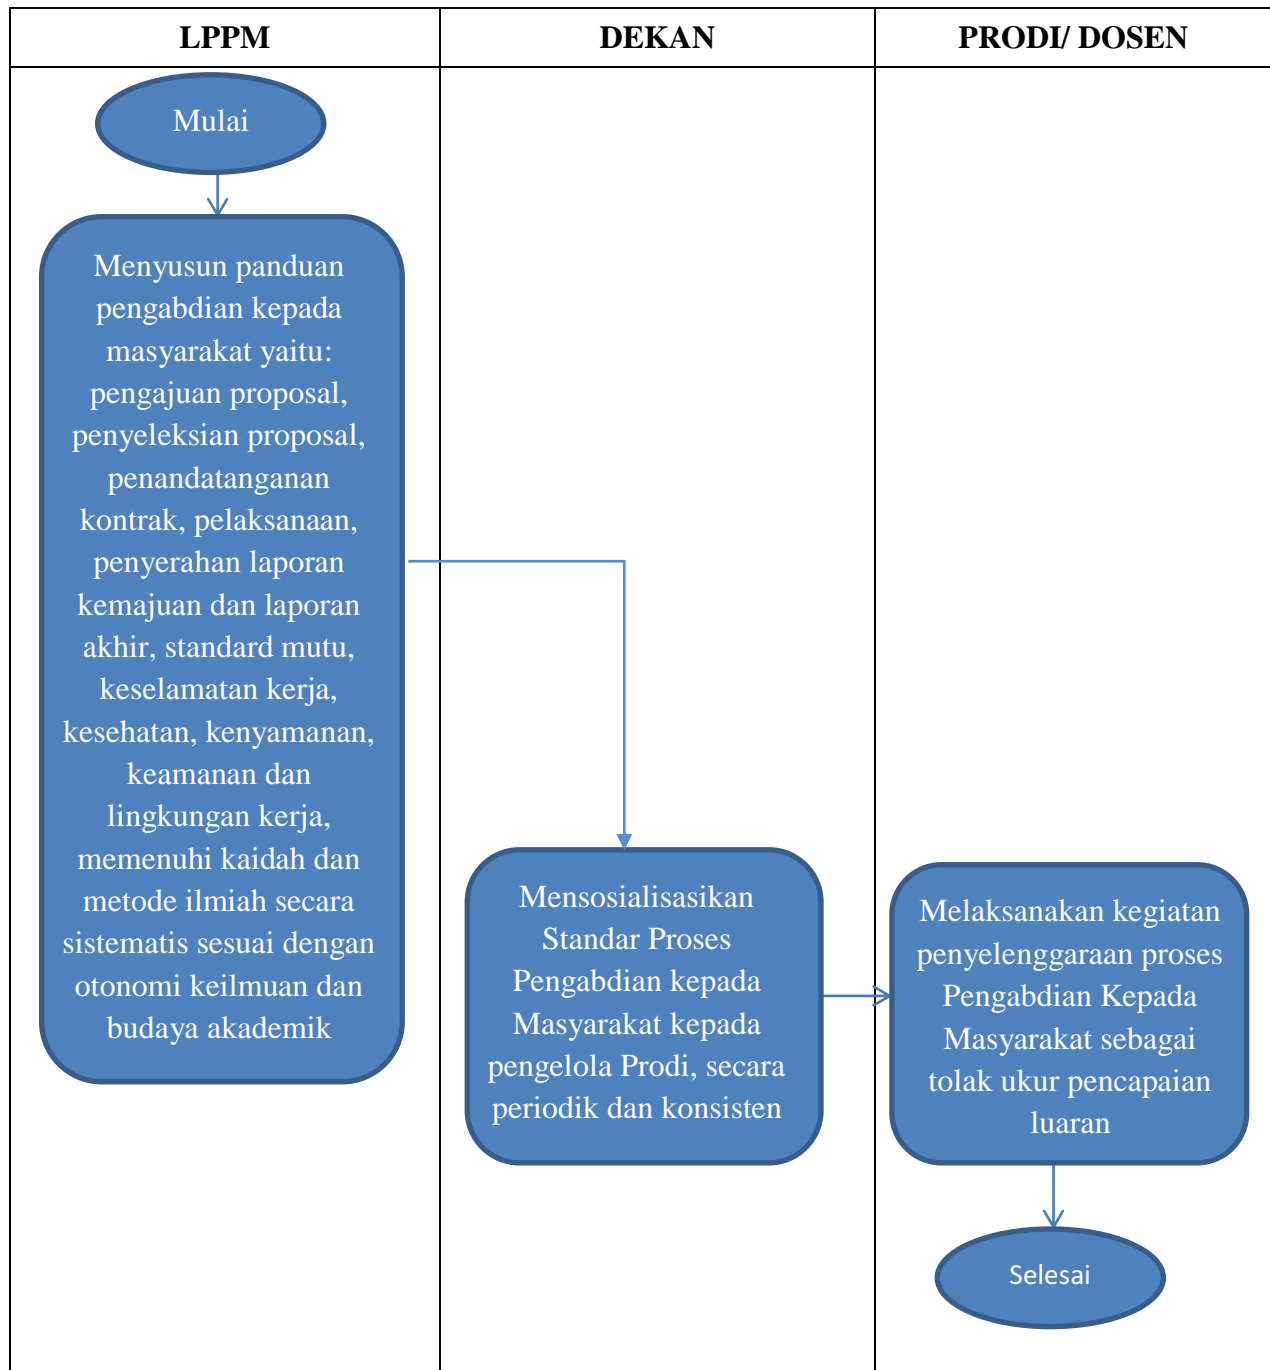 LPPM
DEKAN
PRODI/ DOSEN
Mulai
Menyusun panduan
pengabdian kepada
masyarakat yaitu:
pengajuan proposal,
penyeleksian proposal,
penandatanganan
kontrak, pelaksanaan,
penyerahan laporan
kemajuan dan laporan
akhir, standard mutu,
keselamatan kerja,
kesehatan, kenyamanan,
keamanan dan
lingkungan kerja,
memenuhi kaidah dan
metode ilmiah secara
sistematis sesuai dengan
otonomi keilmuan dan
budaya akademik
Mensosialisasikan
Standar Proses
Pengabdian kepada
Masyarakat kepada
pengelola Prodi, secara
periodik dan konsisten
Melaksanakan kegiatan
penyelenggaraan proses
Pengabdian Kepada
Masyarakat sebagai
tolak ukur pencapaian
luaran
Selesai